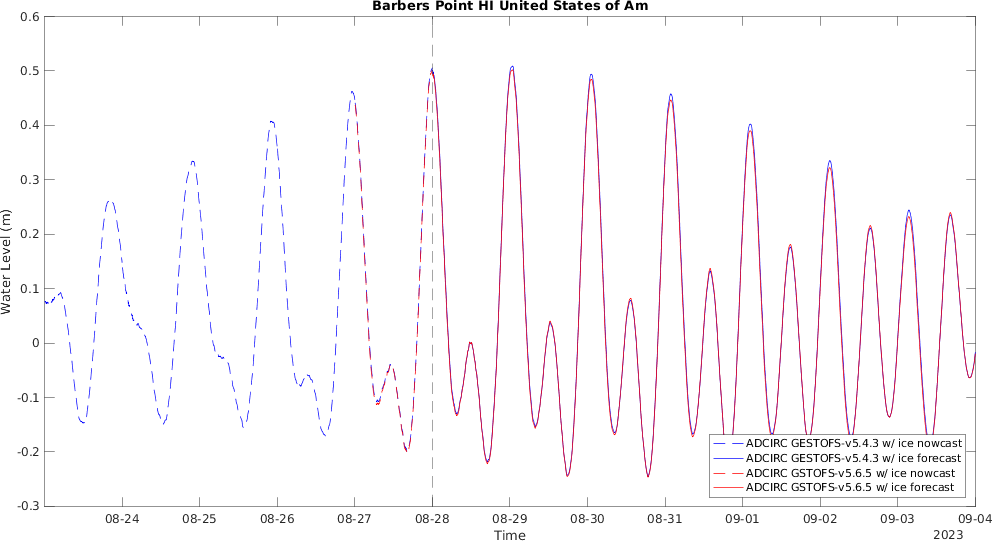 Barbers Point HI United States of Am
0.6
0.5
0.4
0.3
0.2
0.1
0
-0.1
-0.2
-0.3
Water Level (m)
ADCIRC GESTOFS-v5.4.3 w/ ice nowcast
ADCIRC GESTOFS-v5.4.3 w/ ice forecast
ADCIRC GSTOFS-v5.6.5 w/ ice nowcast
ADCIRC GSTOFS-v5.6.5 w/ ice forecast
08-24 08-25 08-26 08-27 08-28 08-29 08-30 08-31 09-01 09-02 09-03 09-04
Time
2023